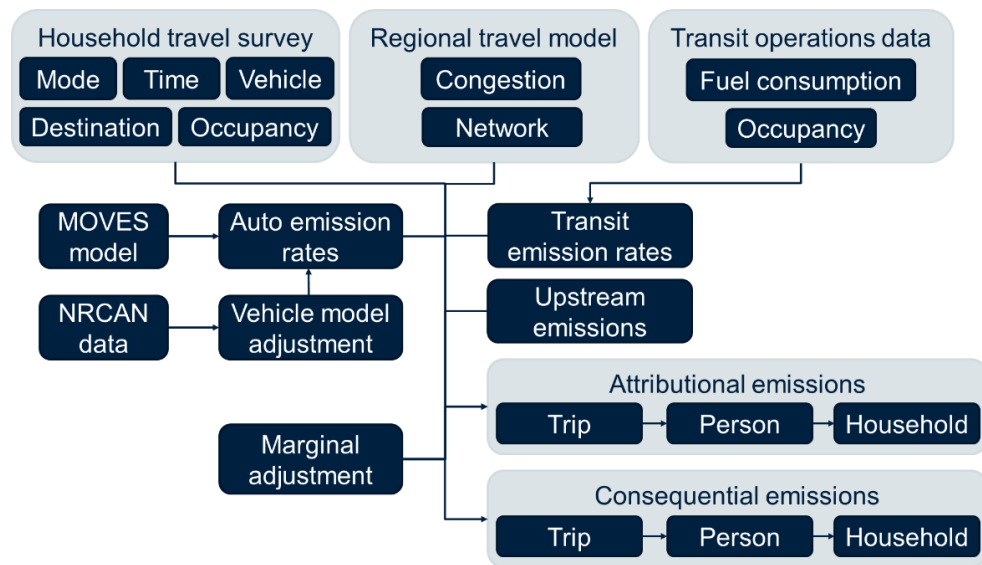 Household travel survey
Mode
Time
Vehicle
Destination
Occupancy
Regional travel model
Congestion
Network
Transit operations data
Fuel consumption
Occupancy
MOVES
model
Auto emission
rates
Transit
emission rates
NRCAN
data
Vehicle model
adjustment
Upstream
emissions
Attributional emissions
Trip
Person
Household
Marginal
adjustment
Consequential emissions
Trip
Person
Household